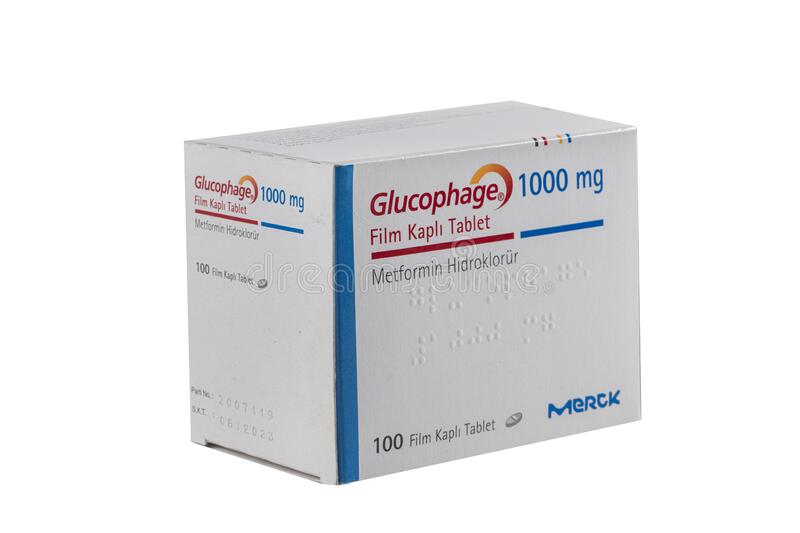 Glucophage® 1000 mg
Film Kaplı Tablet
Metformin Hidroklorür
100 Film Kaplı Tablet
Parti No.: 2007119
S.K.T. : 06/2023
Glucophage® 1000 mg
Film Kaplı Tablet
Metformin Hidroklorür
100 Film Kaplı Tablet
Merck
dreamstime